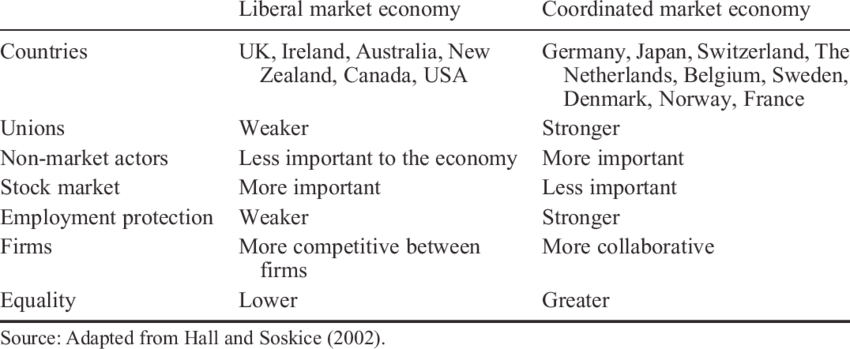 Liberal market economy Coordinated market economy
Countries UK, Ireland, Australia, New Germany, Japan, Switzerland, The
Zealand, Canada, USA Netherlands, Belgium, Sweden,
Denmark, Norway, France
Unions Weaker Stronger
Non-market actors Less important to the economy More important
Stock market More important Less important
Employment protection Weaker Stronger
Firms More competitive between More collaborative
firms
Equality Lower Greater
Source: Adapted from Hall and Soskice (2002).